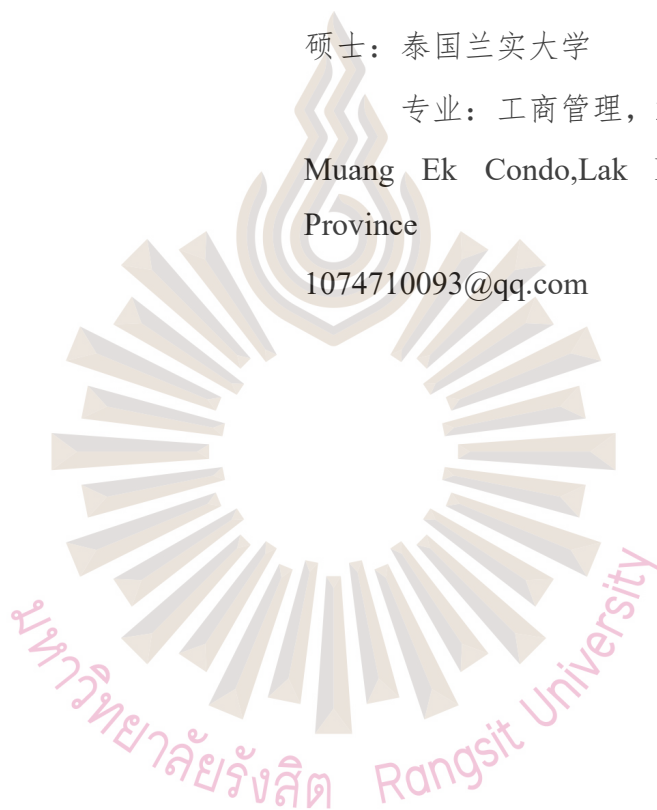 硕士：泰国兰实大学
专业：工商管理，
Muang Ek Condo,Lak
Province
1074710093@qq.com
มหาวิทยาลัยรังสิต Rangsit University